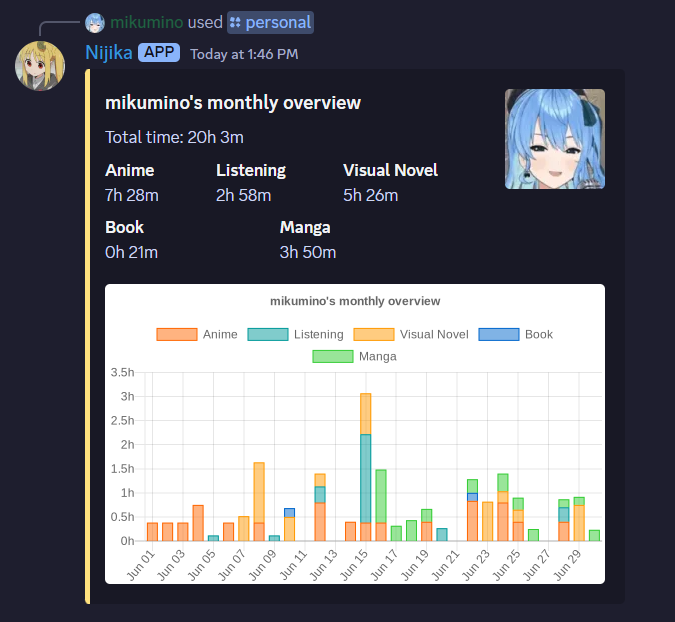 mikumino used personal
Nijika APP Today at 1:46 PM
mikumino's monthly overview
Total time: 20h 3m
Anime Listening Visual Novel
7h 28m 2h 58m 5h 26m
Book Manga
0h 21m 3h 50m
mikumino's monthly overview
Anime Listening Visual Novel Book
Manga
3.5h
3h
2.5h
2h
1.5h
1h
0.5h
0h
Jun 01 Jun 03 Jun 05 Jun 07 Jun 09 Jun 11 Jun 13 Jun 15 Jun 17 Jun 19 Jun 21 Jun 23 Jun 25 Jun 27 Jun 29